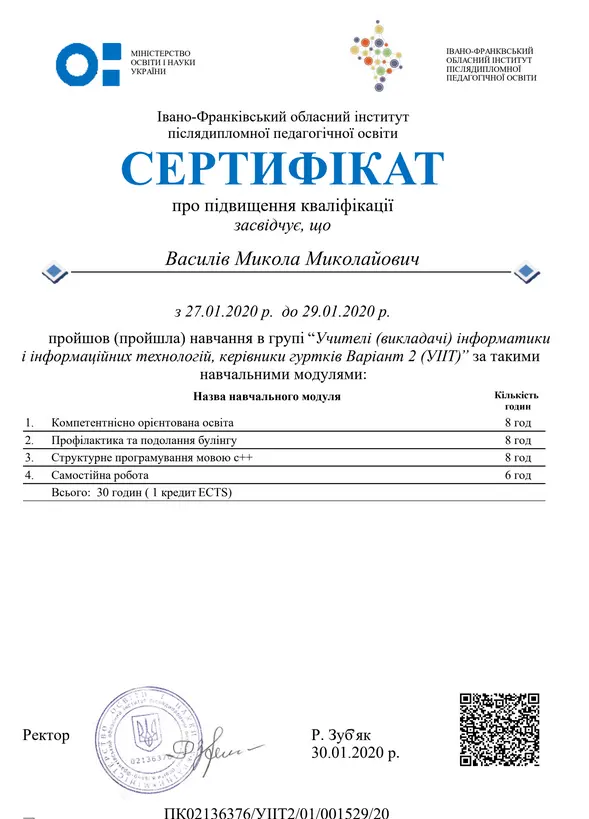 МІНІСТЕРСТВО
ОСВІТИ І НАУКИ
УКРАЇНИ
ІВАНО-ФРАНКВСЬКИЙ
ОБЛАСНИЙ ІНСТИТУТ
ПІСЛЯДИПЛОМНОЇ
ПЕДАГОГІЧНОЇ ОСВІТИ
Івано-Франківський обласний інститут
післядипломної педагогічної освіти
СЕРТИФІКАТ
про підвищення кваліфікації
засвідчує, що
Василів Микола Миколайович
з 27.01.2020 р. до 29.01.2020 р.
пройшов (пройшла) навчання в групі “Учителі (викладачі) інформатики
і інформаційних технологій, керівники гуртків Варіант 2 (УІІТ)” за такими
навчальними модулями:
Назва навчального модуля Кількість
годин
1. Компетентнісно орієнтована освіта 8 год
2. Профілактика та подолання булінгу 8 год
3. Структурне програмування мовою с++ 8 год
4. Самостійна робота 6 год
Всього: 30 годин ( 1 кредит ECTS)
Ректор
02136376
Р. Зуб'як
30.01.2020 р.
ПК02136376/УІІТ2/01/001529/20